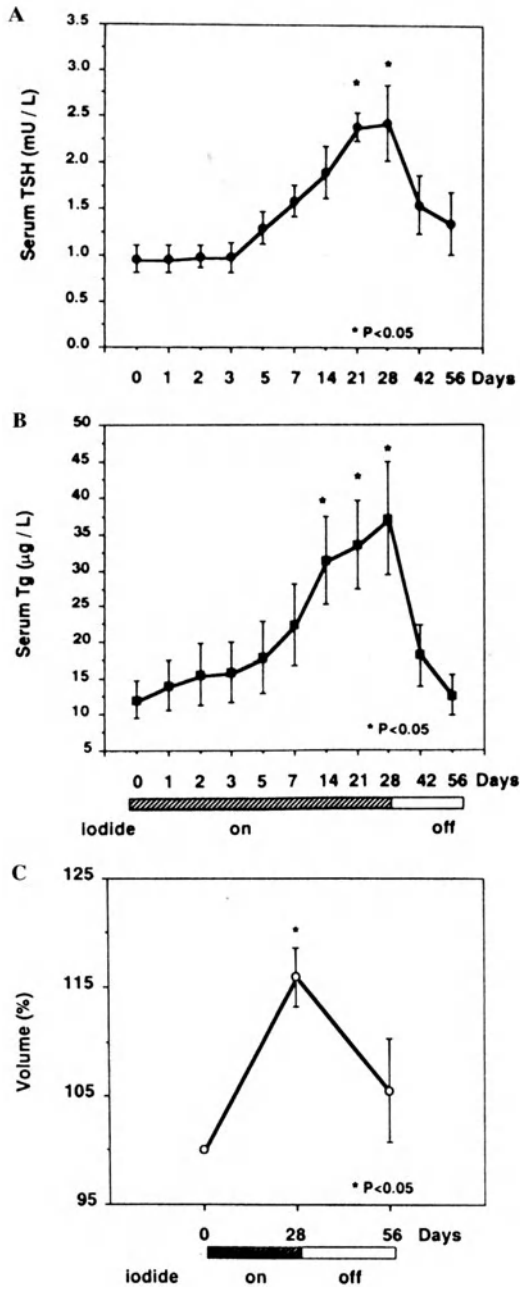 A
3.5
3.0
2.5
2.0
1.5
1.0
0.5
0.0
Serum TSH (mU / L)
*
*
* P<0.05
0 1 2 3 5 7 14 21 28 42 56 Days
B
50
45
40
35
30
25
20
15
10
5
Serum Tg (µg / L)
*
*
*
* P<0.05
0 1 2 3 5 7 14 21 28 42 56 Days
iodide on off
C
125
115
105
95
Volume (%)
*
* P<0.05
0 28 56 Days
iodide on off